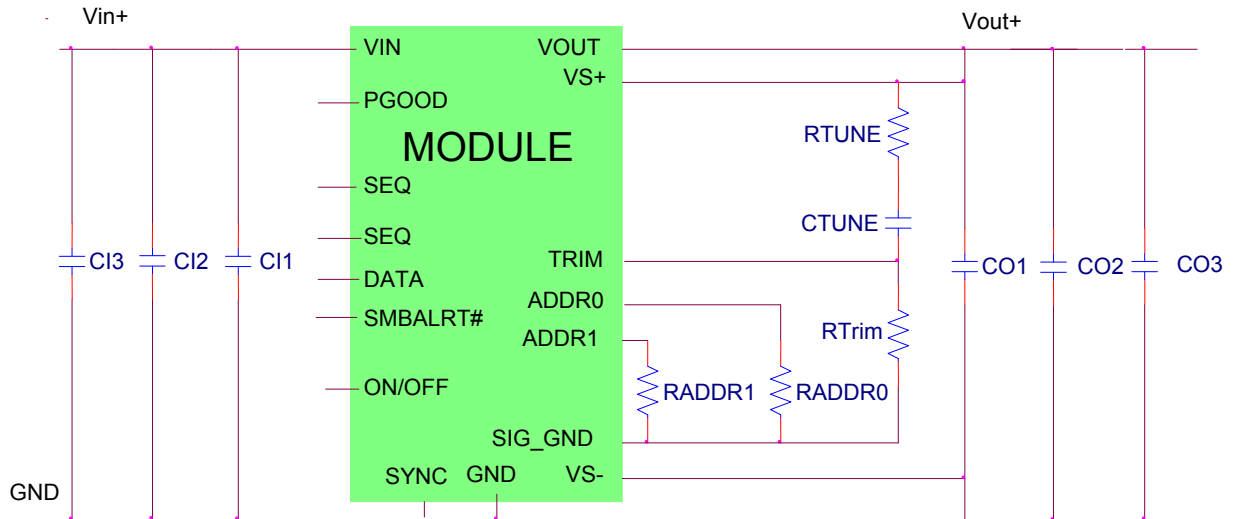 Vin+
Vout+
VIN
VOUT
VS+
PGOOD
RTUNE
MODULE
SEQ
CTUNE
SEQ
TRIM
CI3
CI2
CI1
CO1
CO2
CO3
DATA
ADDR0
SMBALRT#
ADDR1
RTrim
ON/OFF
RADDR1
RADDR0
SIG_GND
SYNC
GND
VS-
GND